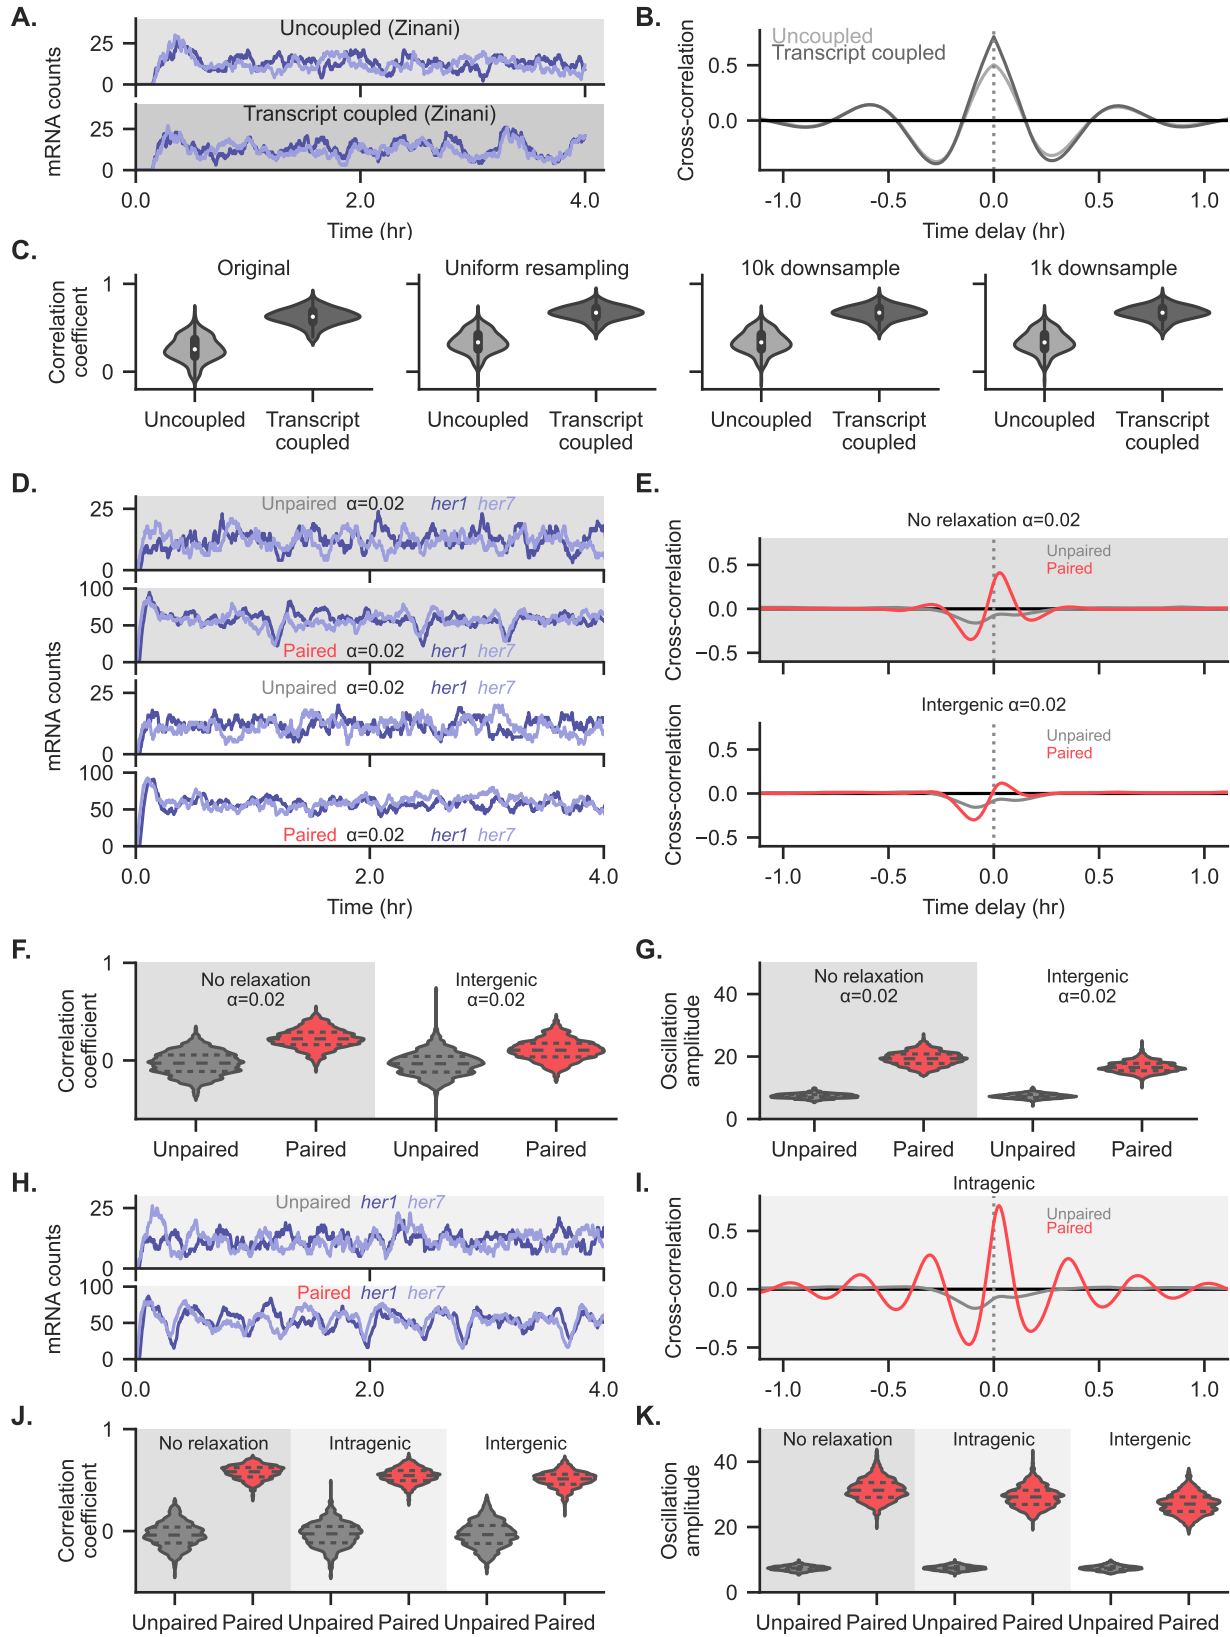 A.
Uncoupled (Zinani)
25
0
Transcript coupled (Zinani)
25
0
mRNA counts
0.0 2.0 4.0
Time (hr)
B.
Uncoupled
Transcript coupled
0.5
0.0
Cross-correlation
-1.0 -0.5 0.0 0.5 1.0
Time delay (hr)
C.
Original Uniform resampling 10k downsample 1k downsample
1
0
Correlation
coefficent
Uncoupled Transcript
coupled
Uncoupled Transcript
coupled
Uncoupled Transcript
coupled
Uncoupled Transcript
coupled
D.
Unpaired α=0.02 her1 her7
25
0
100
50
0
Paired α=0.02 her1 her7
Unpaired α=0.02 her1 her7
25
0
100
50
0
Paired α=0.02 her1 her7
mRNA counts
0.0 2.0 4.0
Time (hr)
E.
No relaxation α=0.02
Unpaired
Paired
0.5
0.0
−0.5
Cross-correlation
Intergenic α=0.02
Unpaired
Paired
0.5
0.0
−0.5
Cross-correlation
-1.0 -0.5 0.0 0.5 1.0
Time delay (hr)
F.
1
0
Correlation
coefficient
No relaxation
α=0.02
Intergenic
α=0.02
Unpaired Paired Unpaired Paired
G.
40
20
0
Oscillation
amplitude
No relaxation
α=0.02
Intergenic
α=0.02
Unpaired Paired Unpaired Paired
H.
Unpaired her1 her7
25
0
100
50
0
Paired her1 her7
mRNA counts
0.0 2.0 4.0
I.
Intragenic
Unpaired
Paired
0.5
0.0
−0.5
Cross-correlation
-1.0 -0.5 0.0 0.5 1.0
J.
1
0
Correlation
coefficient
No relaxation Intragenic Intergenic
Unpaired Paired Unpaired Paired Unpaired Paired
K.
40
20
0
Oscillation
amplitude
No relaxation Intragenic Intergenic
Unpaired Paired Unpaired Paired Unpaired Paired